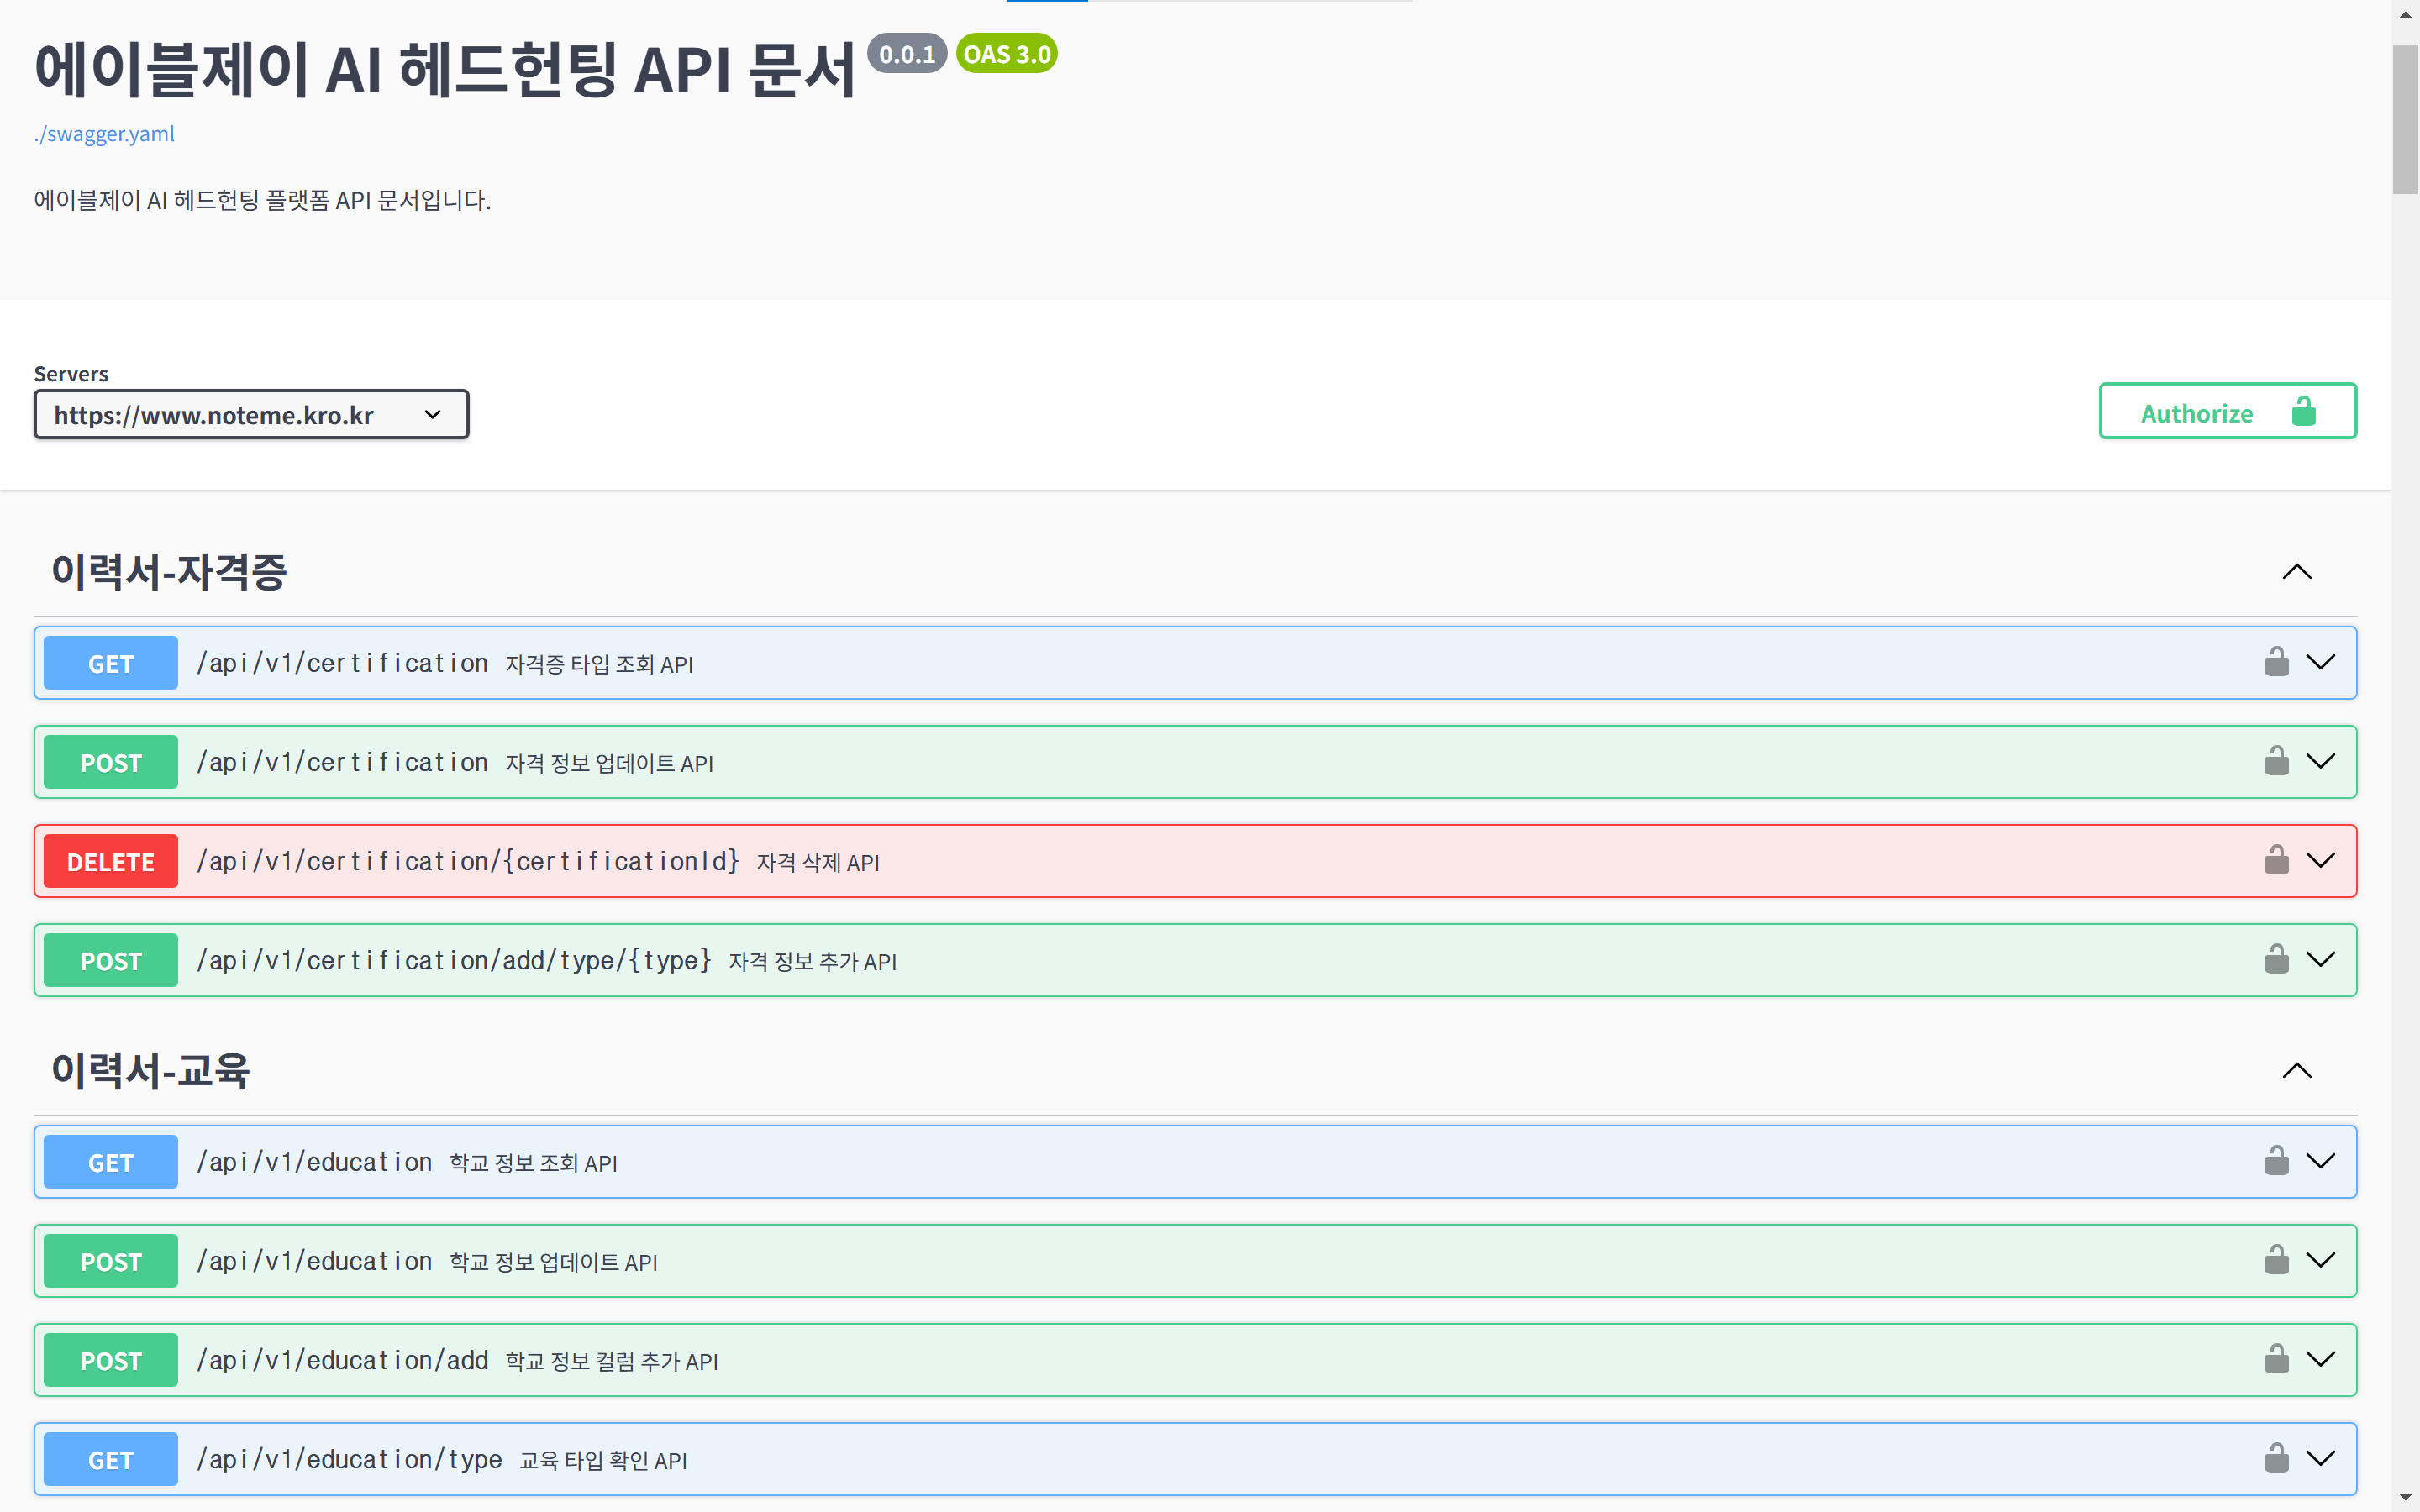 에이블제이 AI 헤드헌팅 API 문서 0.0.1 OAS 3.0
./swagger.yaml
에이블제이 AI 헤드헌팅 플랫폼 API 문서입니다.
Servers
https://www.noteme.kro.kr
Authorize
이력서-자격증
GET /api/v1/certification 자격증 타입 조회 API
POST /api/v1/certification 자격 정보 업데이트 API
DELETE /api/v1/certification/{certificationId} 자격 삭제 API
POST /api/v1/certification/add/type/{type} 자격 정보 추가 API
이력서-교육
GET /api/v1/education 학교 정보 조회 API
POST /api/v1/education 학교 정보 업데이트 API
POST /api/v1/education/add 학교 정보 컬럼 추가 API
GET /api/v1/education/type 교육 타입 확인 API